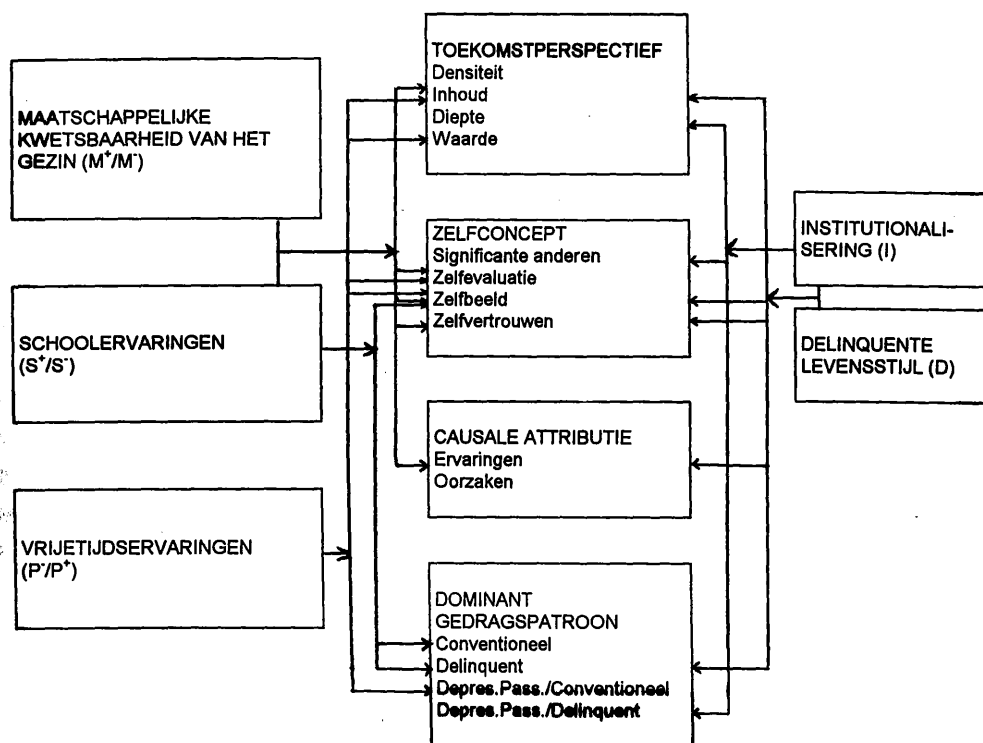 MAATSCHAPPELIJKE
KWETSBAARHEID VAN HET
GEZIN (M⁺/M⁻)
SCHOOLERVARINGEN
(S⁺/S⁻)
VRIJETIJDSERVARINGEN
(P⁻/P⁺)
TOEKOMSTPERSPECTIEF
Densiteit
Inhoud
Diepte
Waarde
ZELFCONCEPT
Significante anderen
Zelfevaluatie
Zelfbeeld
Zelfvertrouwen
CAUSALE ATTRIBUTIE
Ervaringen
Oorzaken
DOMINANT
GEDRAGSPATROON
Conventioneel
Delinquent
Depres.Pass./Conventioneel
Depres.Pass./Delinquent
INSTITUTIONALI-
SERING (I)
DELINQUENTE
LEVENSSTIJL (D)